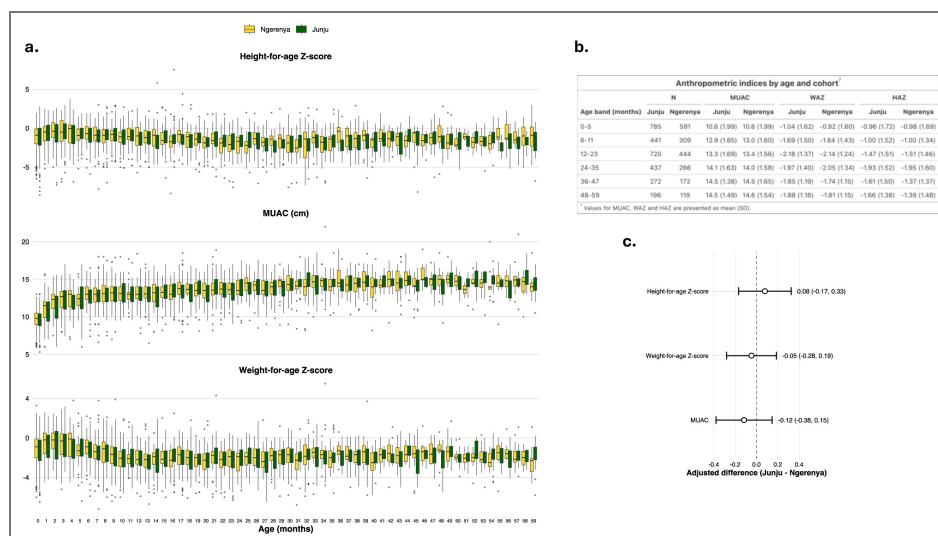 Ngerenya Junju
a.
Height-for-age Z-score
5
0
-5
MUAC (cm)
20
15
10
5
Weight-for-age Z-score
4
0
-4
0 1 2 3 4 5 6 7 8 9 10 11 12 13 14 15 16 17 18 19 20 21 22 23 24 25 26 27 28 29 30 31 32 33 34 35 36 37 38 39 40 41 42 43 44 45 46 47 48 49 50 51 52 53 54 55 56 57 58 59
Age (months)
b.
Anthropometric indices by age and cohort¹
N MUAC WAZ HAZ
Age band (months) Junju Ngerenya Junju Ngerenya Junju Ngerenya Junju Ngerenya
0-5 785 591 10.6 (1.99) 10.6 (1.99) -1.04 (1.62) -0.92 (1.60) -0.96 (1.72) -0.98 (1.69)
6-11 441 309 12.9 (1.65) 13.0 (1.60) -1.69 (1.50) -1.64 (1.43) -1.00 (1.52) -1.00 (1.34)
12-23 720 444 13.3 (1.69) 13.4 (1.56) -2.18 (1.37) -2.14 (1.24) -1.47 (1.51) -1.51 (1.46)
24-35 437 266 14.1 (1.63) 14.0 (1.58) -1.97 (1.40) -2.05 (1.34) -1.93 (1.52) -1.95 (1.60)
36-47 272 173 14.5 (1.38) 14.5 (1.65) -1.85 (1.19) -1.74 (1.15) -1.61 (1.50) -1.37 (1.37)
48-59 196 119 14.5 (1.49) 14.6 (1.54) -1.88 (1.18) -1.81 (1.15) -1.66 (1.38) -1.39 (1.48)
¹ Values for MUAC, WAZ and HAZ are presented as mean (SD).
c.
Height-for-age Z-score 0.08 (-0.17, 0.33)
Weight-for-age Z-score -0.05 (-0.28, 0.19)
MUAC -0.12 (-0.38, 0.15)
-0.4 -0.2 0.0 0.2 0.4
Adjusted difference (Junju - Ngerenya)